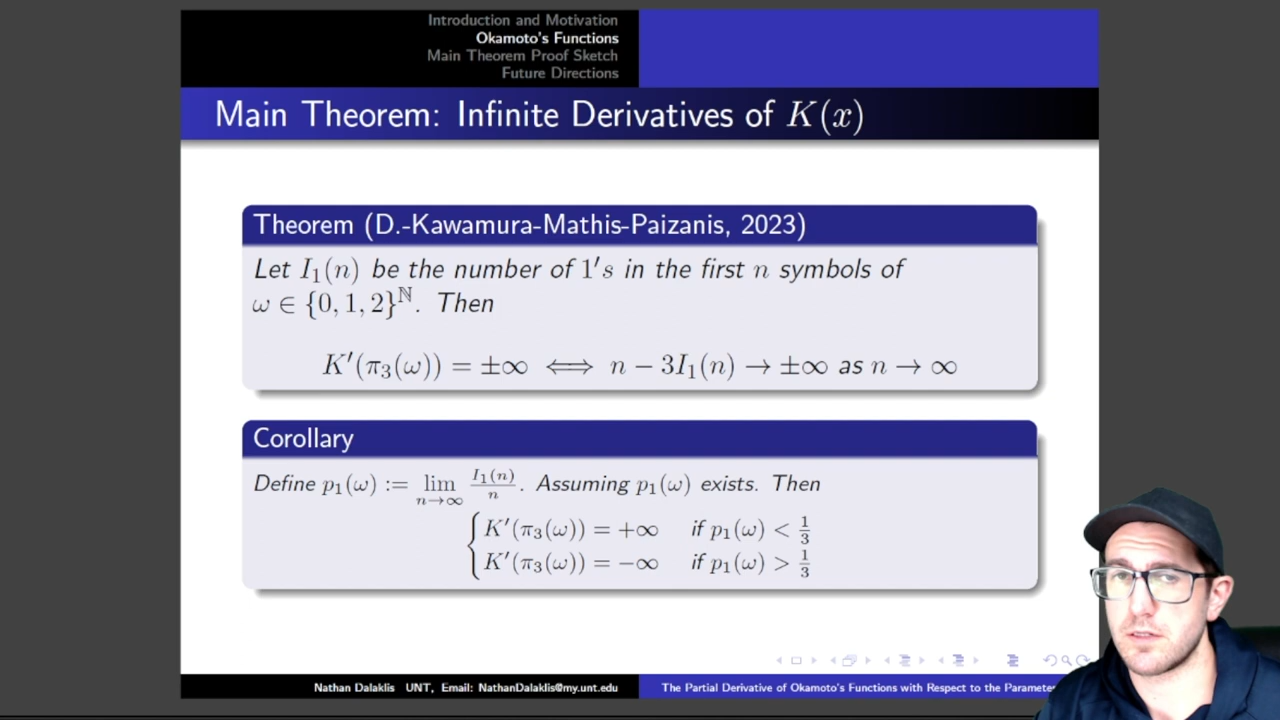 Introduction and Motivation
Okamoto's Functions
Main Theorem Proof Sketch
Future Directions
Main Theorem: Infinite Derivatives of K(x)
Theorem (D.-Kawamura-Mathis-Paizanis, 2023)
Let I₁(n) be the number of 1's in the first n symbols of
ω ∈ {0, 1, 2}^ℕ. Then
K′(π₃(ω)) = ±∞ ⟺ n − 3I₁(n) → ±∞ as n → ∞
Corollary
Define p₁(ω) := lim_{n→∞} I₁(n)/n. Assuming p₁(ω) exists. Then
{ K′(π₃(ω)) = +∞ if p₁(ω) < 1/3
K′(π₃(ω)) = −∞ if p₁(ω) > 1/3
Nathan Dalaklis UNT, Email: NathanDalaklis@my.unt.edu
The Partial Derivative of Okamoto's Functions with Respect to the